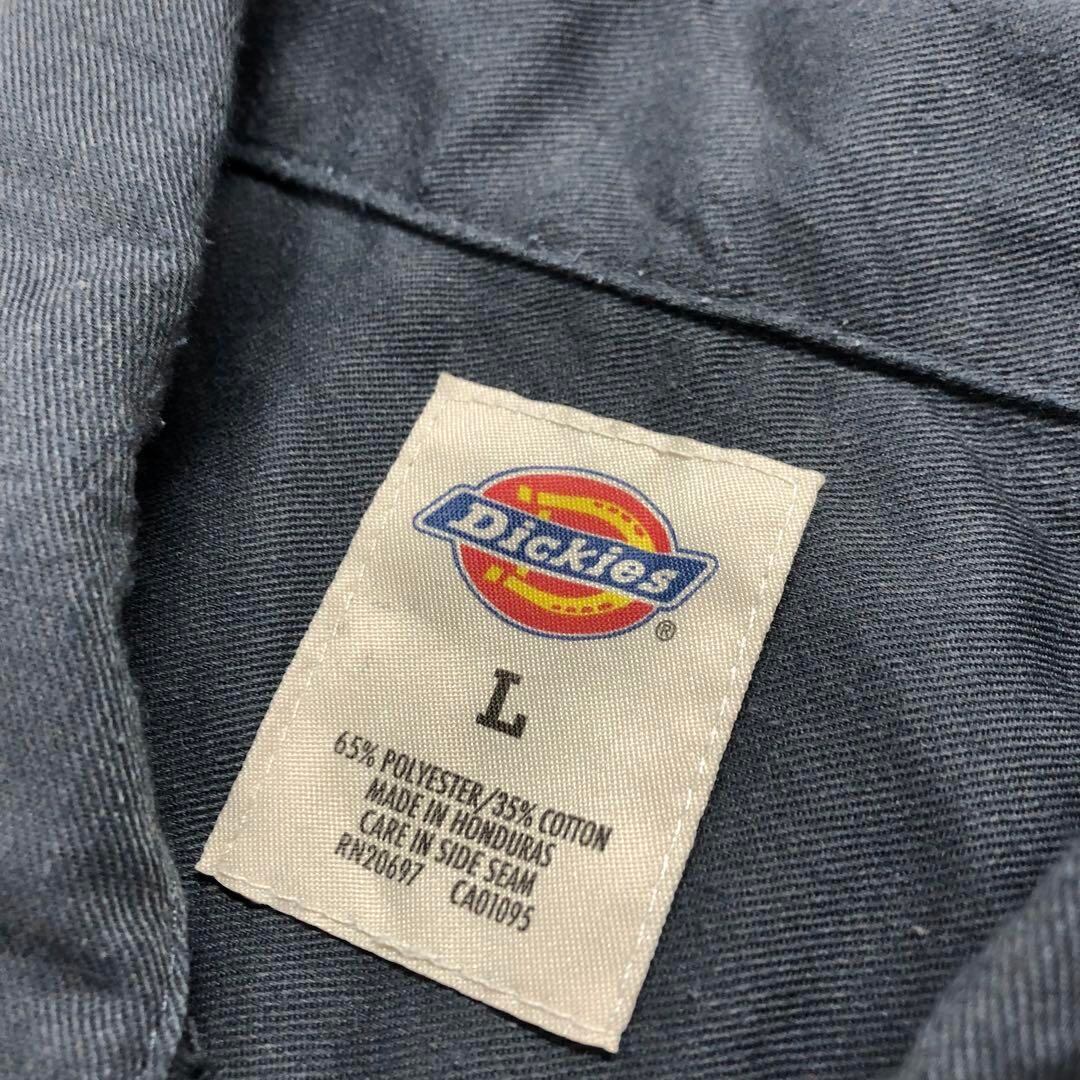 Dickies
®
L
65% POLYESTER/35% COTTON
MADE IN HONDURAS
CARE IN SIDE SEAM
RN20697 CA01095